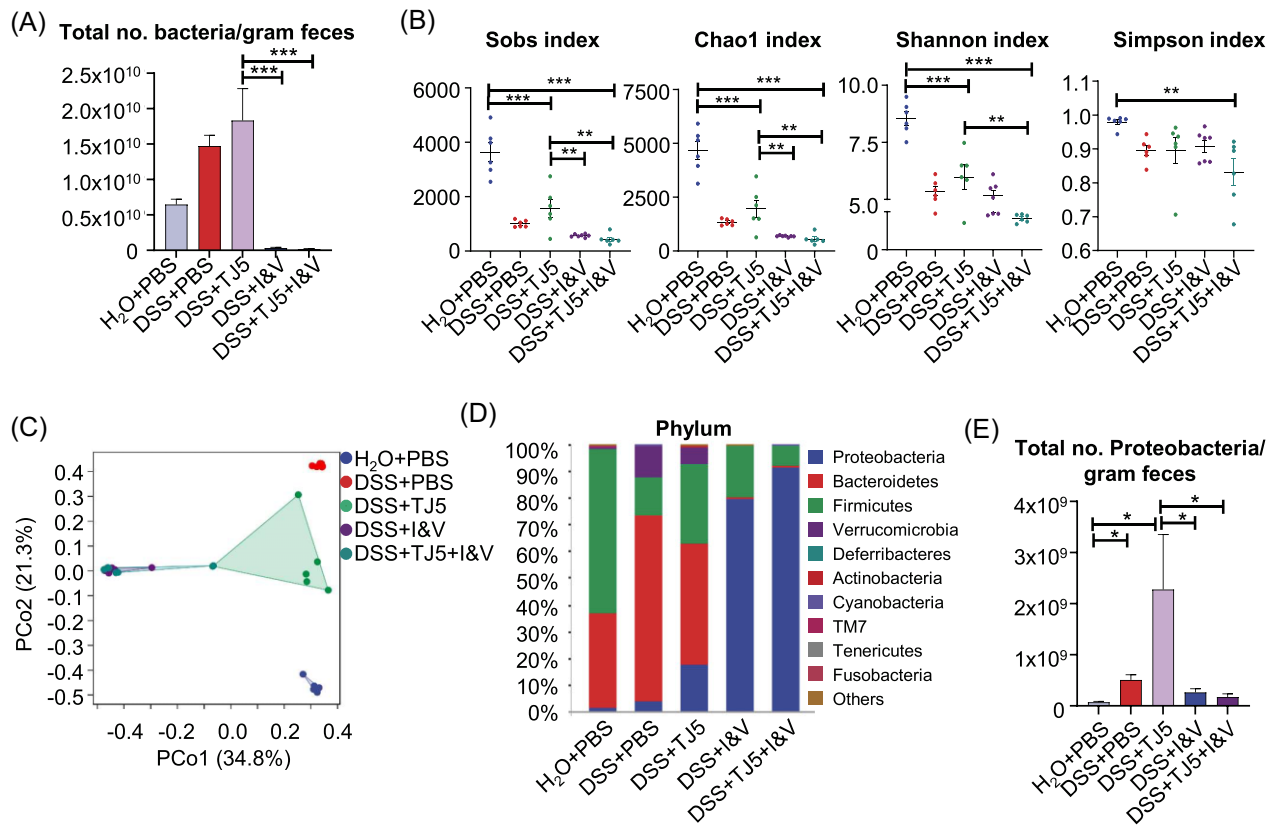 (A)
Total no. bacteria/gram feces
***
***
2.5x10¹⁰
2.0x10¹⁰
1.5x10¹⁰
1.0x10¹⁰
0.5x10¹⁰
0
H₂O+PBS
DSS+PBS
DSS+TJ5
DSS+I&V
DSS+TJ5+I&V
(B)
Sobs index
***
***
**
**
6000
4000
2000
0
H₂O+PBS
DSS+PBS
DSS+TJ5
DSS+I&V
DSS+TJ5+I&V
Chao1 index
***
***
**
**
7500
5000
2500
0
H₂O+PBS
DSS+PBS
DSS+TJ5
DSS+I&V
DSS+TJ5+I&V
Shannon index
***
***
**
10.0
7.5
5.0
0
H₂O+PBS
DSS+PBS
DSS+TJ5
DSS+I&V
DSS+TJ5+I&V
Simpson index
**
1.1
1.0
0.9
0.8
0.7
0.6
H₂O+PBS
DSS+PBS
DSS+TJ5
DSS+I&V
DSS+TJ5+I&V
(C)
PCo2 (21.3%)
0.4
0.3
0.2
0.1
0.0
-0.1
-0.2
-0.3
-0.4
-0.5
-0.4 -0.2 0.0 0.2 0.4
PCo1 (34.8%)
H₂O+PBS
DSS+PBS
DSS+TJ5
DSS+I&V
DSS+TJ5+I&V
(D)
Phylum
100%
90%
80%
70%
60%
50%
40%
30%
20%
10%
0%
H₂O+PBS
DSS+PBS
DSS+TJ5
DSS+I&V
DSS+TJ5+I&V
Proteobacteria
Bacteroidetes
Firmicutes
Verrucomicrobia
Deferribacteres
Actinobacteria
Cyanobacteria
TM7
Tenericutes
Fusobacteria
Others
(E)
Total no. Proteobacteria/
gram feces
*
*
*
*
4x10⁹
3x10⁹
2x10⁹
1x10⁹
0
H₂O+PBS
DSS+PBS
DSS+TJ5
DSS+I&V
DSS+TJ5+I&V